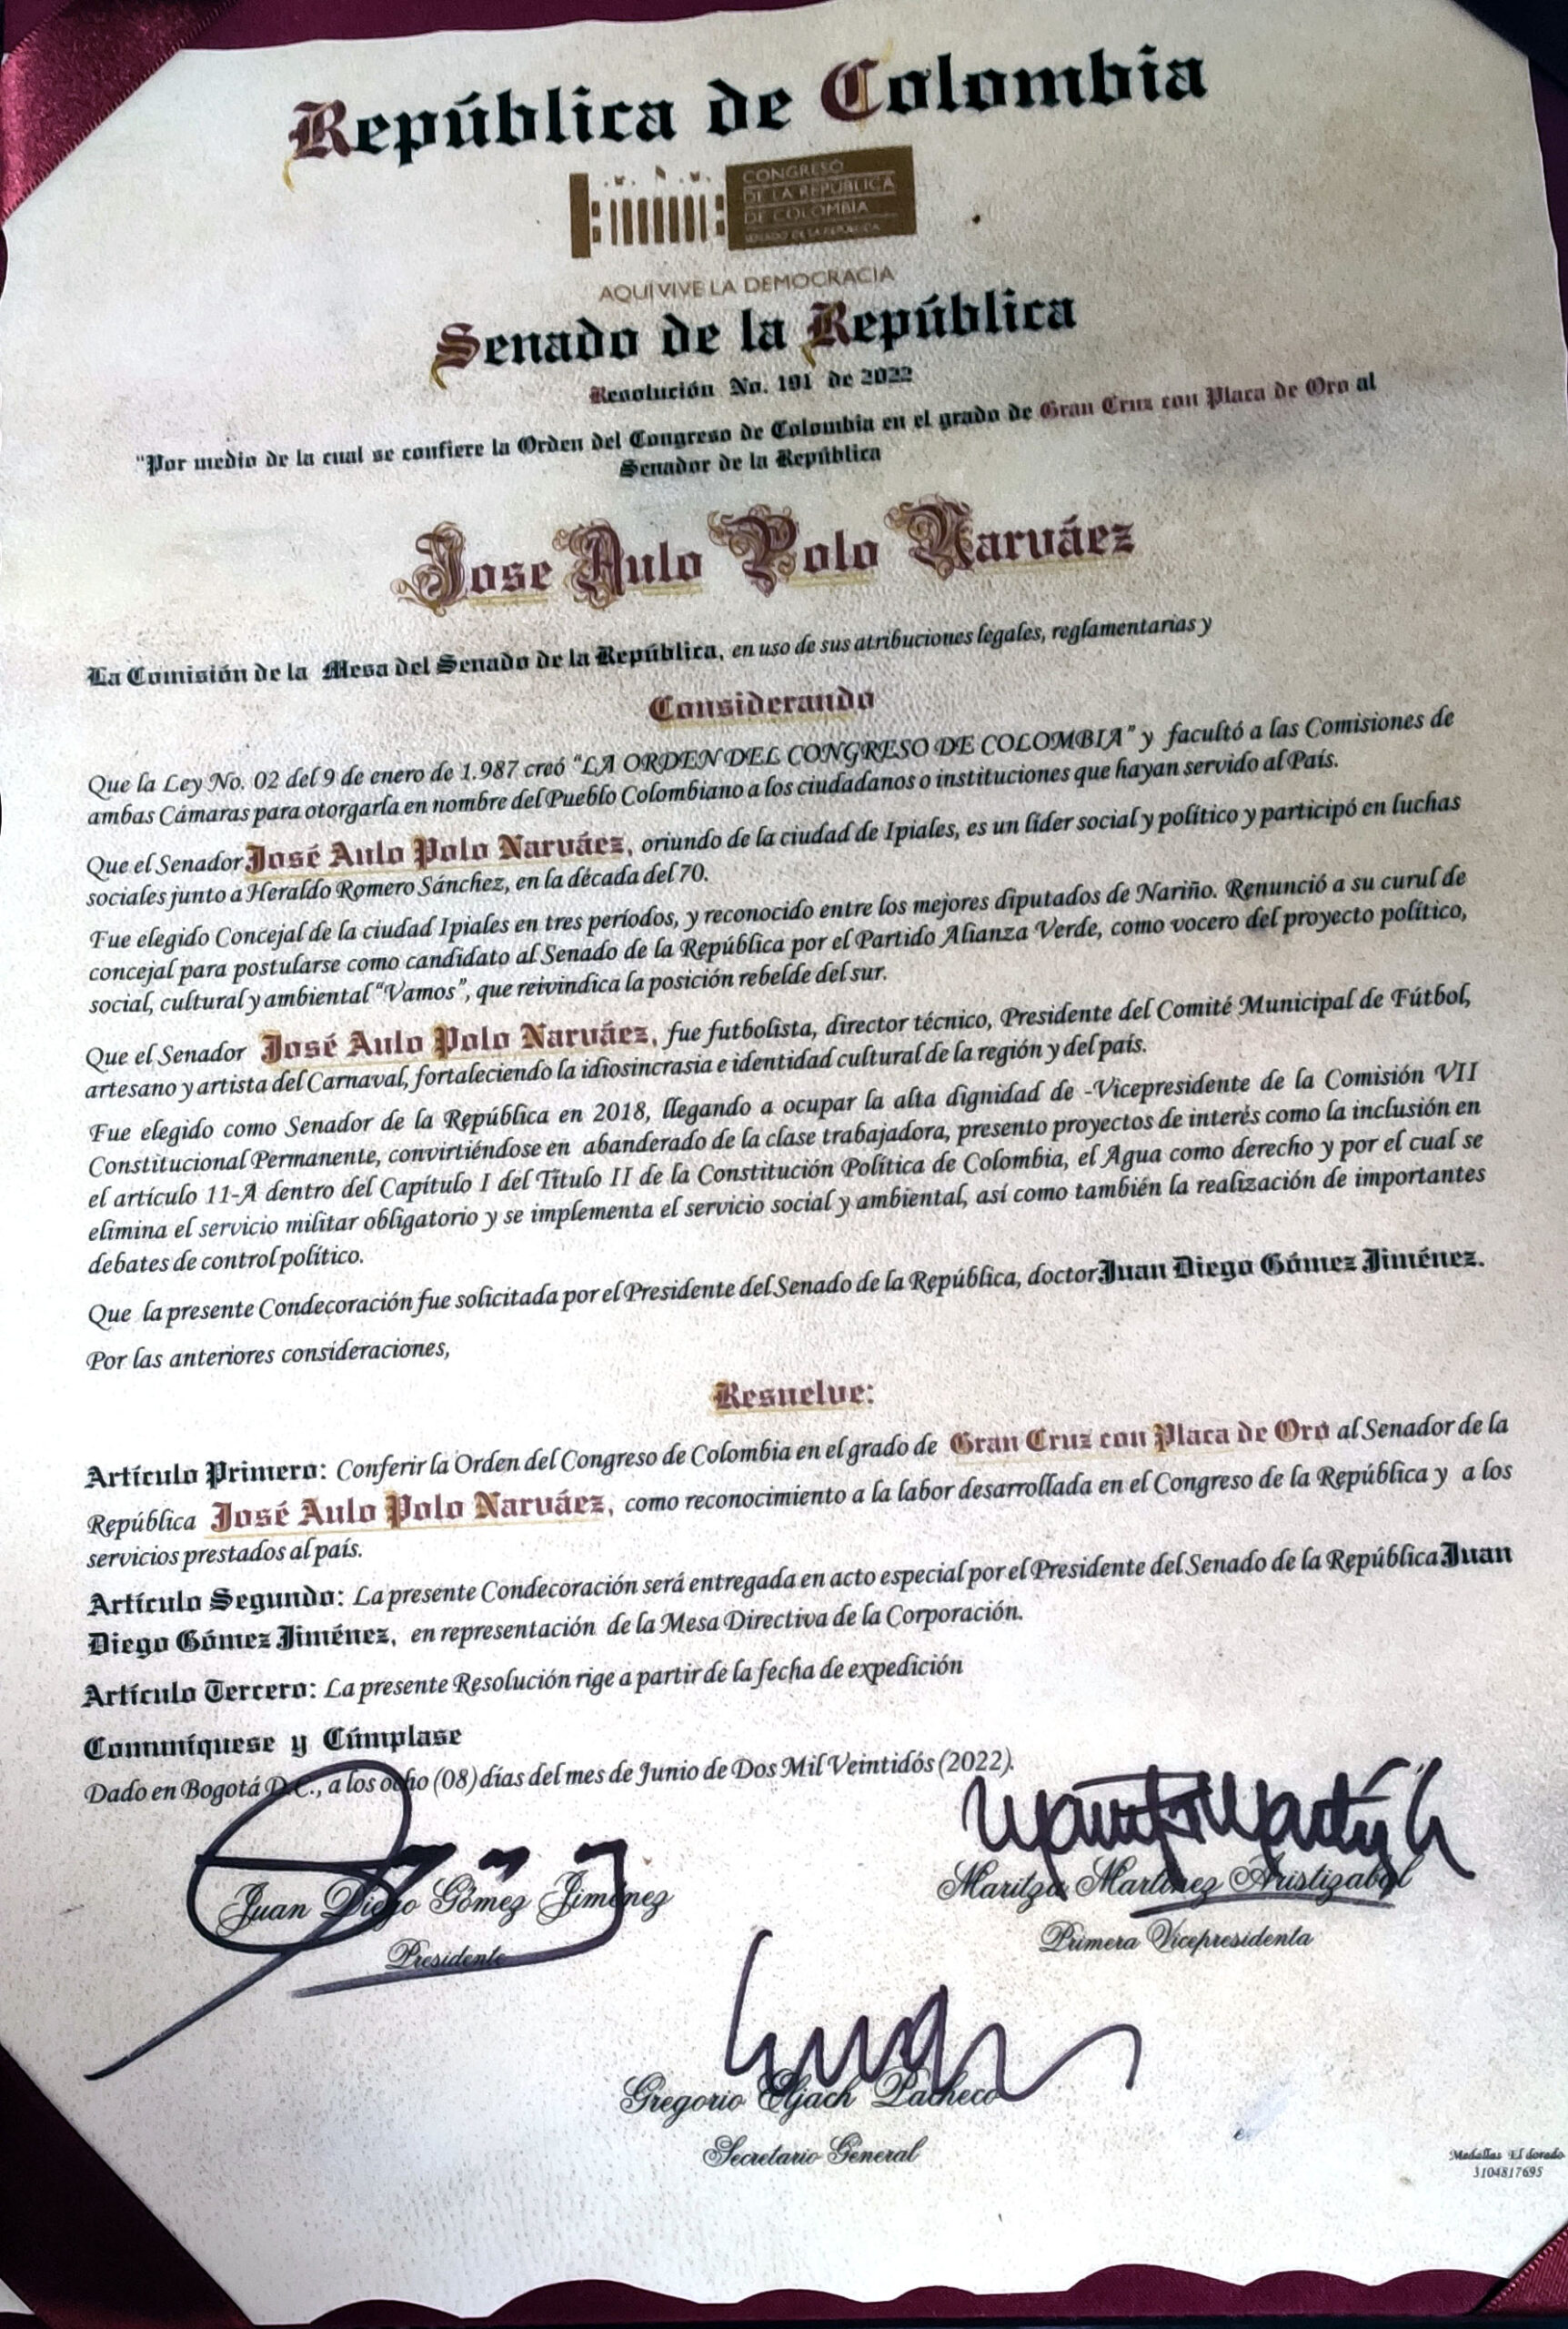 República de Colombia
CONGRESO
DE LA REPÚBLICA
DE COLOMBIA
SENADO DE LA REPÚBLICA
AQUÍ VIVE LA DEMOCRACIA
Senado de la República
Resolución No. 191 de 2022
"Por medio de la cual se confiere la Orden del Congreso de Colombia en el grado de Gran Cruz con Placa de Oro al
Senador de la República
Jose Aulo Polo Narváez
La Comisión de la Mesa del Senado de la República, en uso de sus atribuciones legales, reglamentarias y
Considerando
Que la Ley No. 02 del 9 de enero de 1.987 creó "LA ORDEN DEL CONGRESO DE COLOMBIA" y facultó a las Comisiones de
ambas Cámaras para otorgarla en nombre del Pueblo Colombiano a los ciudadanos o instituciones que hayan servido al País.
Que el Senador José Aulo Polo Narváez, oriundo de la ciudad de Ipiales, es un líder social y político y participó en luchas
sociales junto a Heraldo Romero Sánchez, en la década del 70.
Fue elegido Concejal de la ciudad Ipiales en tres períodos, y reconocido entre los mejores diputados de Nariño. Renunció a su curul de
concejal para postularse como candidato al Senado de la República por el Partido Alianza Verde, como vocero del proyecto político,
social, cultural y ambiental "Vamos", que reivindica la posición rebelde del sur.
Que el Senador José Aulo Polo Narváez, fue futbolista, director técnico, Presidente del Comité Municipal de Fútbol,
artesano y artista del Carnaval, fortaleciendo la idiosincrasia e identidad cultural de la región y del país.
Fue elegido como Senador de la República en 2018, llegando a ocupar la alta dignidad de -Vicepresidente de la Comisión VII
Constitucional Permanente, convirtiéndose en abanderado de la clase trabajadora, presento proyectos de interés como la inclusión en
el artículo 11-A dentro del Capítulo I del Título II de la Constitución Política de Colombia, el Agua como derecho y por el cual se
elimina el servicio militar obligatorio y se implementa el servicio social y ambiental, así como también la realización de importantes
debates de control político.
Que la presente Condecoración fue solicitada por el Presidente del Senado de la República, doctor Juan Diego Gómez Jiménez.
Por las anteriores consideraciones,
Resuelve:
Artículo Primero: Conferir la Orden del Congreso de Colombia en el grado de Gran Cruz con Placa de Oro al Senador de la
República José Aulo Polo Narváez, como reconocimiento a la labor desarrollada en el Congreso de la República y a los
servicios prestados al país.
Artículo Segundo: La presente Condecoración será entregada en acto especial por el Presidente del Senado de la República Juan
Diego Gómez Jiménez, en representación de la Mesa Directiva de la Corporación.
Artículo Tercero: La presente Resolución rige a partir de la fecha de expedición
Comuníquese y Cúmplase
Dado en Bogotá D.C., a los ocho (08) días del mes de Junio de Dos Mil Veintidós (2022).
Juan Diego Gómez Jiménez
Presidente
Maritza Martínez Aristizabal
Primera Vicepresidenta
Gregorio Eljach Pacheco
Secretario General
Medallas El dorado
3104817695